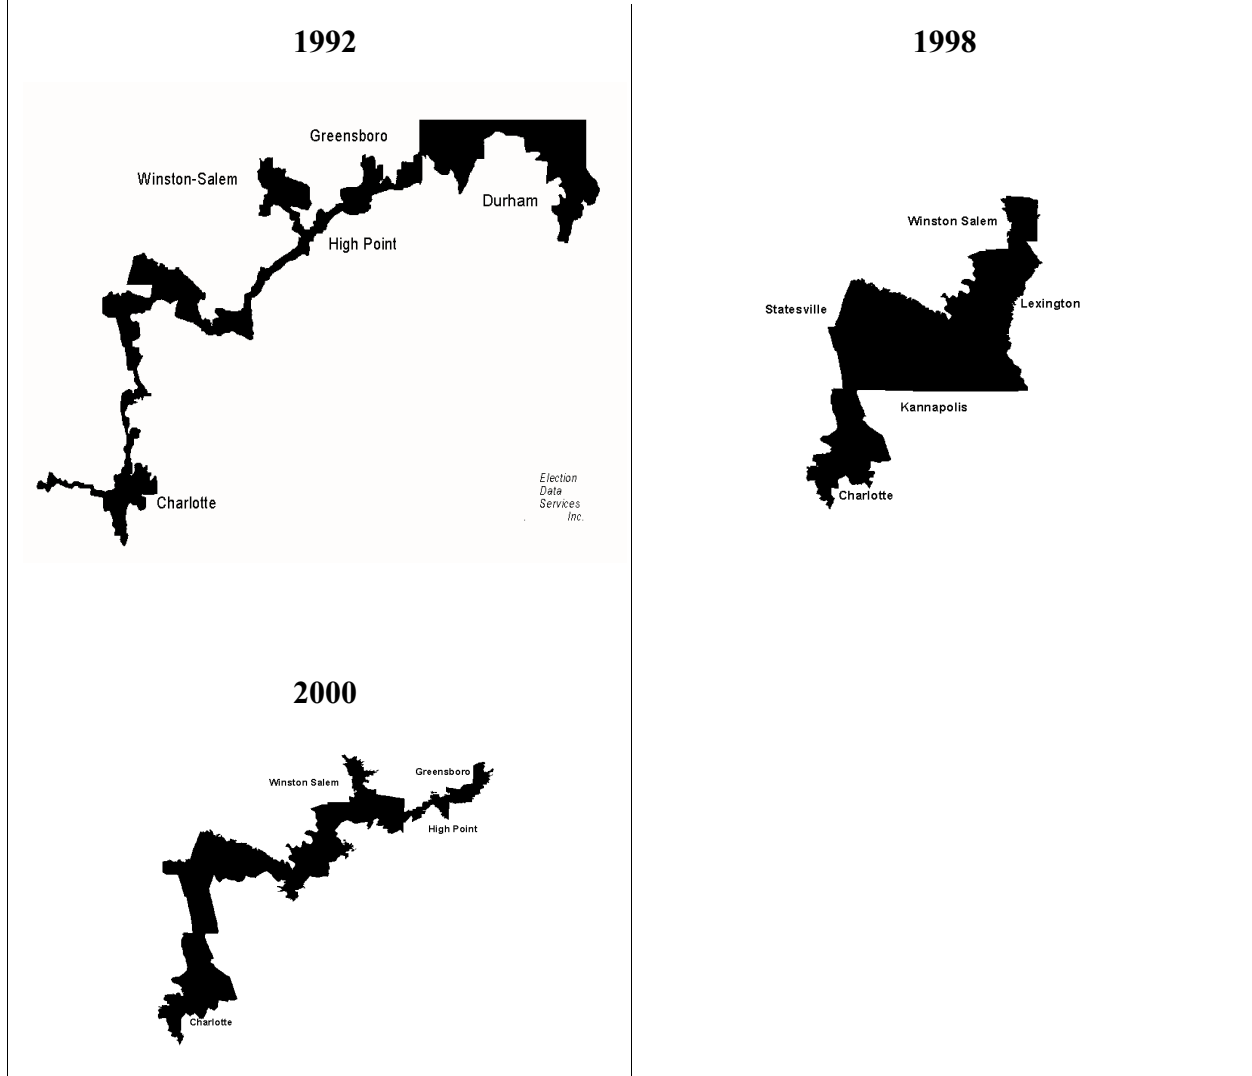 1992
Greensboro
Winston-Salem
Durham
High Point
Charlotte
Election
Data
Services
Inc.
1998
Winston Salem
Lexington
Statesville
Kannapolis
Charlotte
2000
Greensboro
Winston Salem
High Point
Charlotte